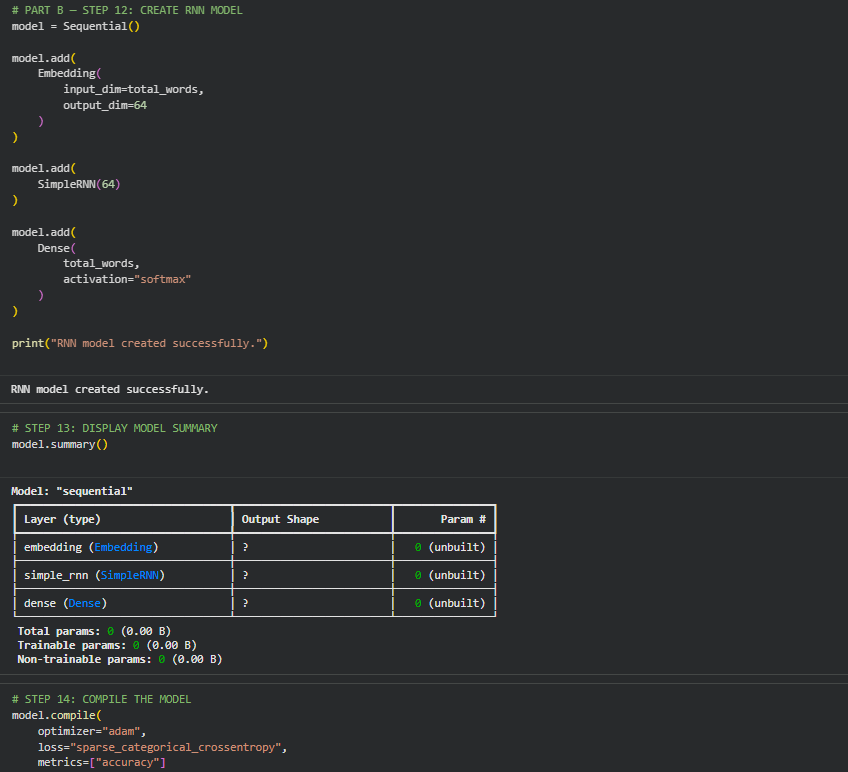 # PART B — STEP 12: CREATE RNN MODEL
model = Sequential()
model.add(
    Embedding(
        input_dim=total_words,
        output_dim=64
    )
)
model.add(
    SimpleRNN(64)
)
model.add(
    Dense(
        total_words,
        activation="softmax"
    )
)
print("RNN model created successfully.")
RNN model created successfully.
# STEP 13: DISPLAY MODEL SUMMARY
model.summary()
Model: "sequential"
Layer (type) Output Shape Param #
embedding (Embedding) ? 0 (unbuilt)
simple_rnn (SimpleRNN) ? 0 (unbuilt)
dense (Dense) ? 0 (unbuilt)
Total params: 0 (0.00 B)
Trainable params: 0 (0.00 B)
Non-trainable params: 0 (0.00 B)
# STEP 14: COMPILE THE MODEL
model.compile(
    optimizer="adam",
    loss="sparse_categorical_crossentropy",
    metrics=["accuracy"]